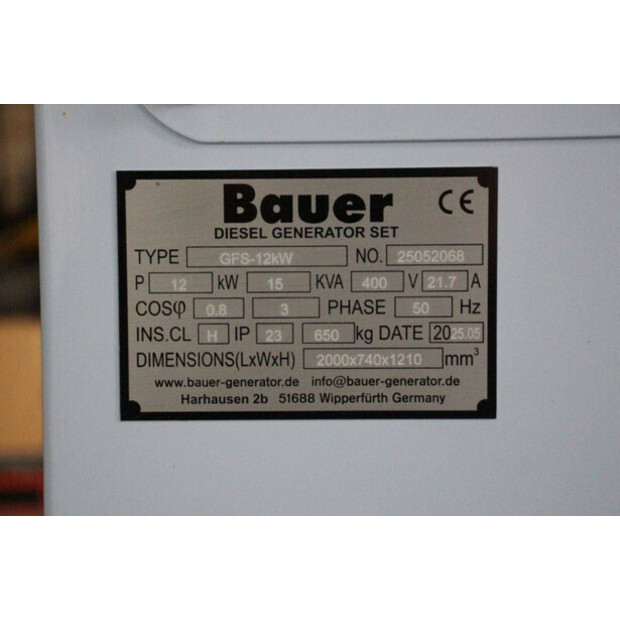 Bauer CE
DIESEL GENERATOR SET
TYPE GFS-12kW NO. 25052068
P 12 kW 15 KVA 400 V 21.7 A
COSφ 0.8 3 PHASE 50 Hz
INS.CL H IP 23 650 kg DATE 2025.05
DIMENSIONS(LxWxH) 2000x740x1210 mm³
www.bauer-generator.de info@bauer-generator.de
Harhausen 2b 51688 Wipperfürth Germany